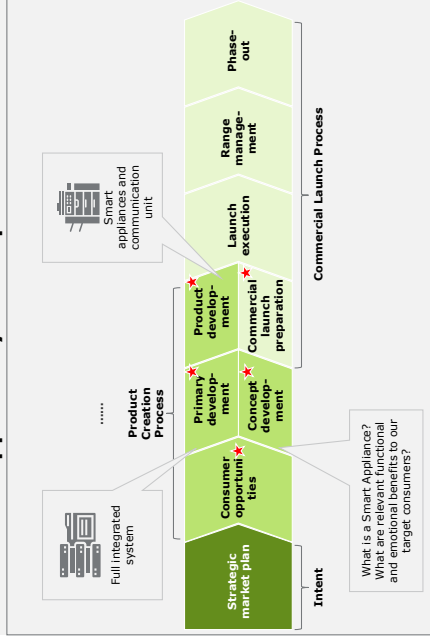 ......
Product
Creation
Process
Full integrated
system
Smart
appliances and
communication
unit
Strategic
market plan
Consumer
opportuni
ties
Primary
develop-
ment
Concept
develop-
ment
Product
develop-
ment
Commercial
launch
preparation
Launch
execution
Range
manage-
ment
Phase-
out
Intent
Commercial Launch Process
What is a Smart Appliance?
What are relevant functional
and emotional benefits to our
target consumers?